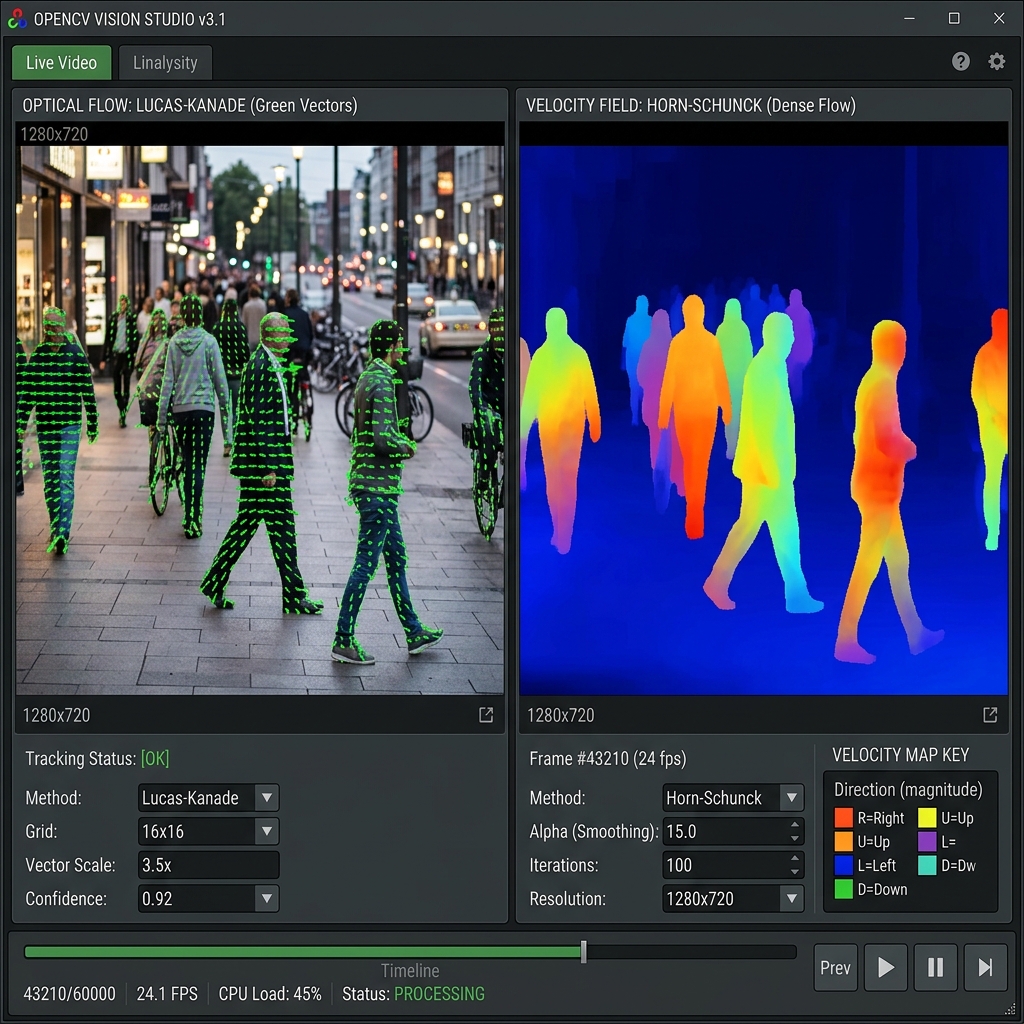 OPENCV VISION STUDIO v3.1
Live Video
Linalysity
OPTICAL FLOW: LUCAS-KANADE (Green Vectors)
1280x720
1280x720
Tracking Status: [OK]
Method: Lucas-Kanade
Grid: 16x16
Vector Scale: 3.5x
Confidence: 0.92
VELOCITY FIELD: HORN-SCHUNCK (Dense Flow)
1280x720
Frame #43210 (24 fps)
Method: Horn-Schunck
Alpha (Smoothing): 15.0
Iterations: 100
Resolution: 1280x720
VELOCITY MAP KEY
Direction (magnitude)
R=Right U=Up
U=Up L=
L=Left D=Dw
D=Down
Timeline
43210/60000 24.1 FPS CPU Load: 45% Status: PROCESSING
Prev